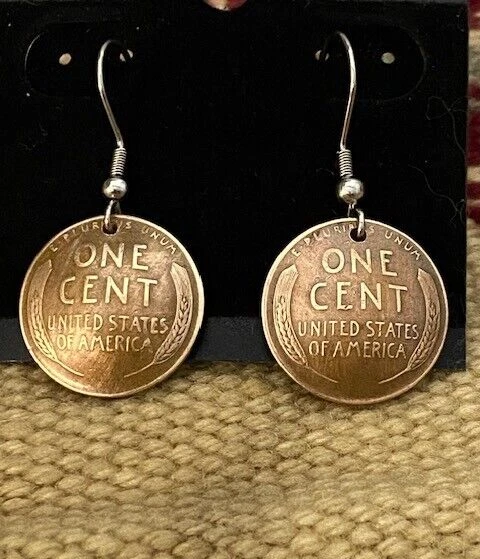 E. PLURIBUS UNUM
ONE
CENT
UNITED STATES
OF AMERICA
E. PLURIBUS UNUM
ONE
CENT
UNITED STATES
OF AMERICA